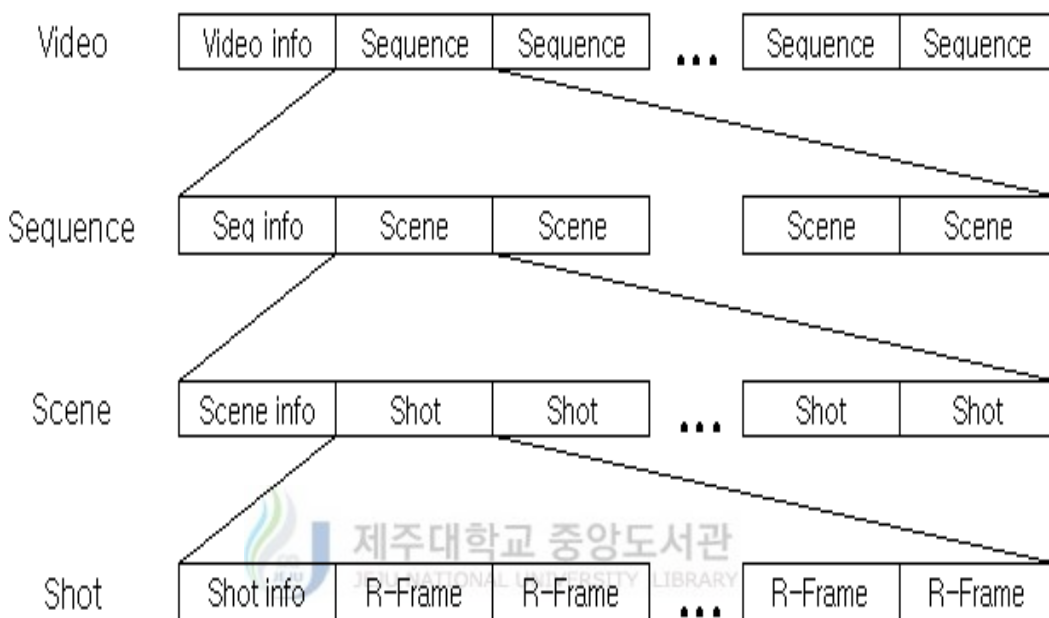 Video Video info Sequence Sequence ... Sequence Sequence
Sequence Seq info Scene Scene Scene Scene
Scene Scene info Shot Shot ... Shot Shot
제주대학교 중앙도서관
JEJU NATIONAL UNIVERSITY LIBRARY
JEJU
Shot Shot info R-Frame R-Frame ... R-Frame R-Frame